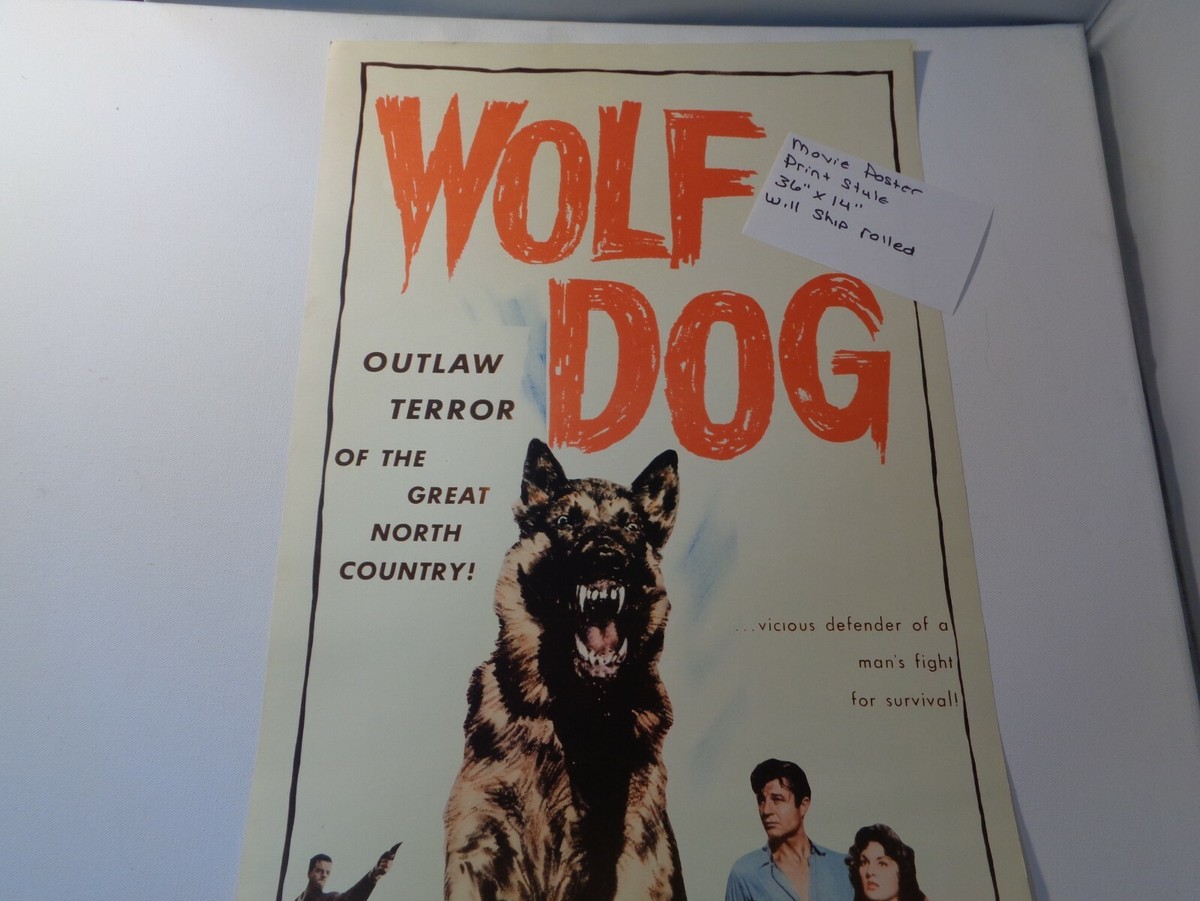 WOLF
DOG
movie Poster
Print Stule
36" x 14"
will Ship rolled
OUTLAW
TERROR
OF THE
GREAT
NORTH
COUNTRY!
...vicious defender of a
man's fight
for survival!